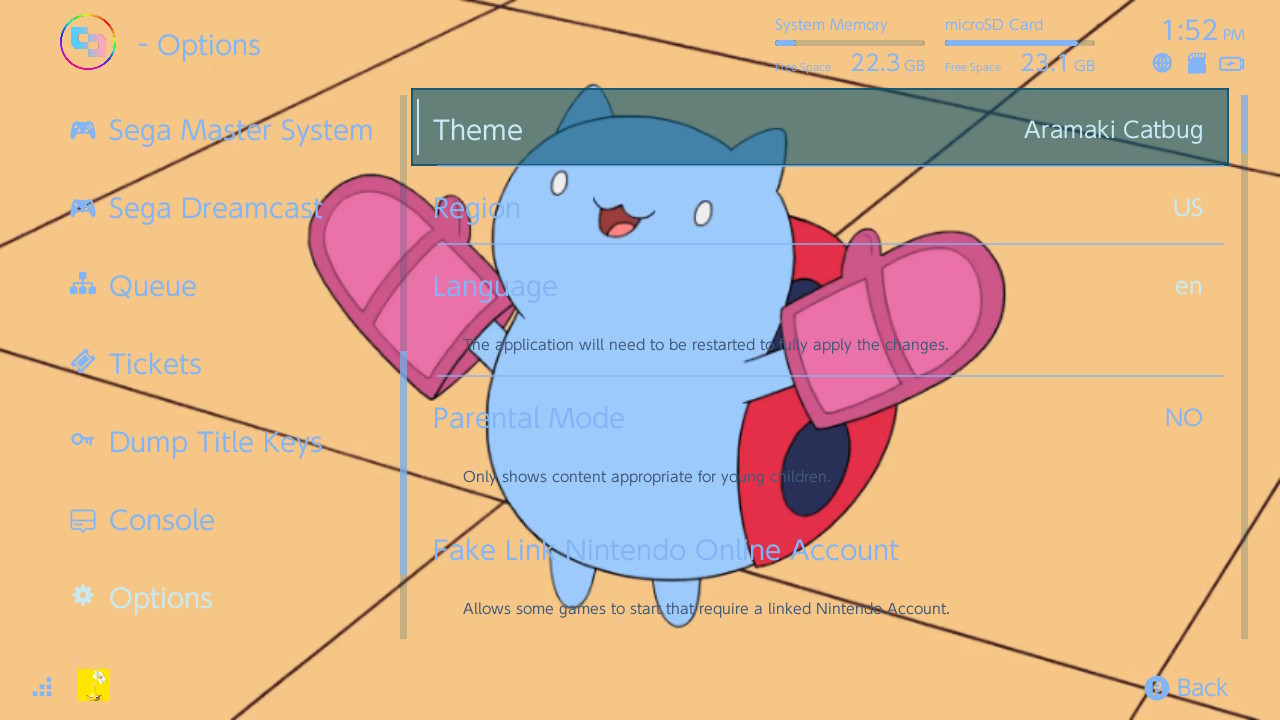 - Options
System Memory
Free Space 22.3 GB
microSD Card
Free Space 23.1 GB
1:52 PM
Sega Master System
Sega Dreamcast
Queue
Tickets
Dump Title Keys
Console
Options
Theme Aramaki Catbug
Region US
Language en
The application will need to be restarted to fully apply the changes.
Parental Mode NO
Only shows content appropriate for young children.
Fake Link Nintendo Online Account
Allows some games to start that require a linked Nintendo Account.
B Back